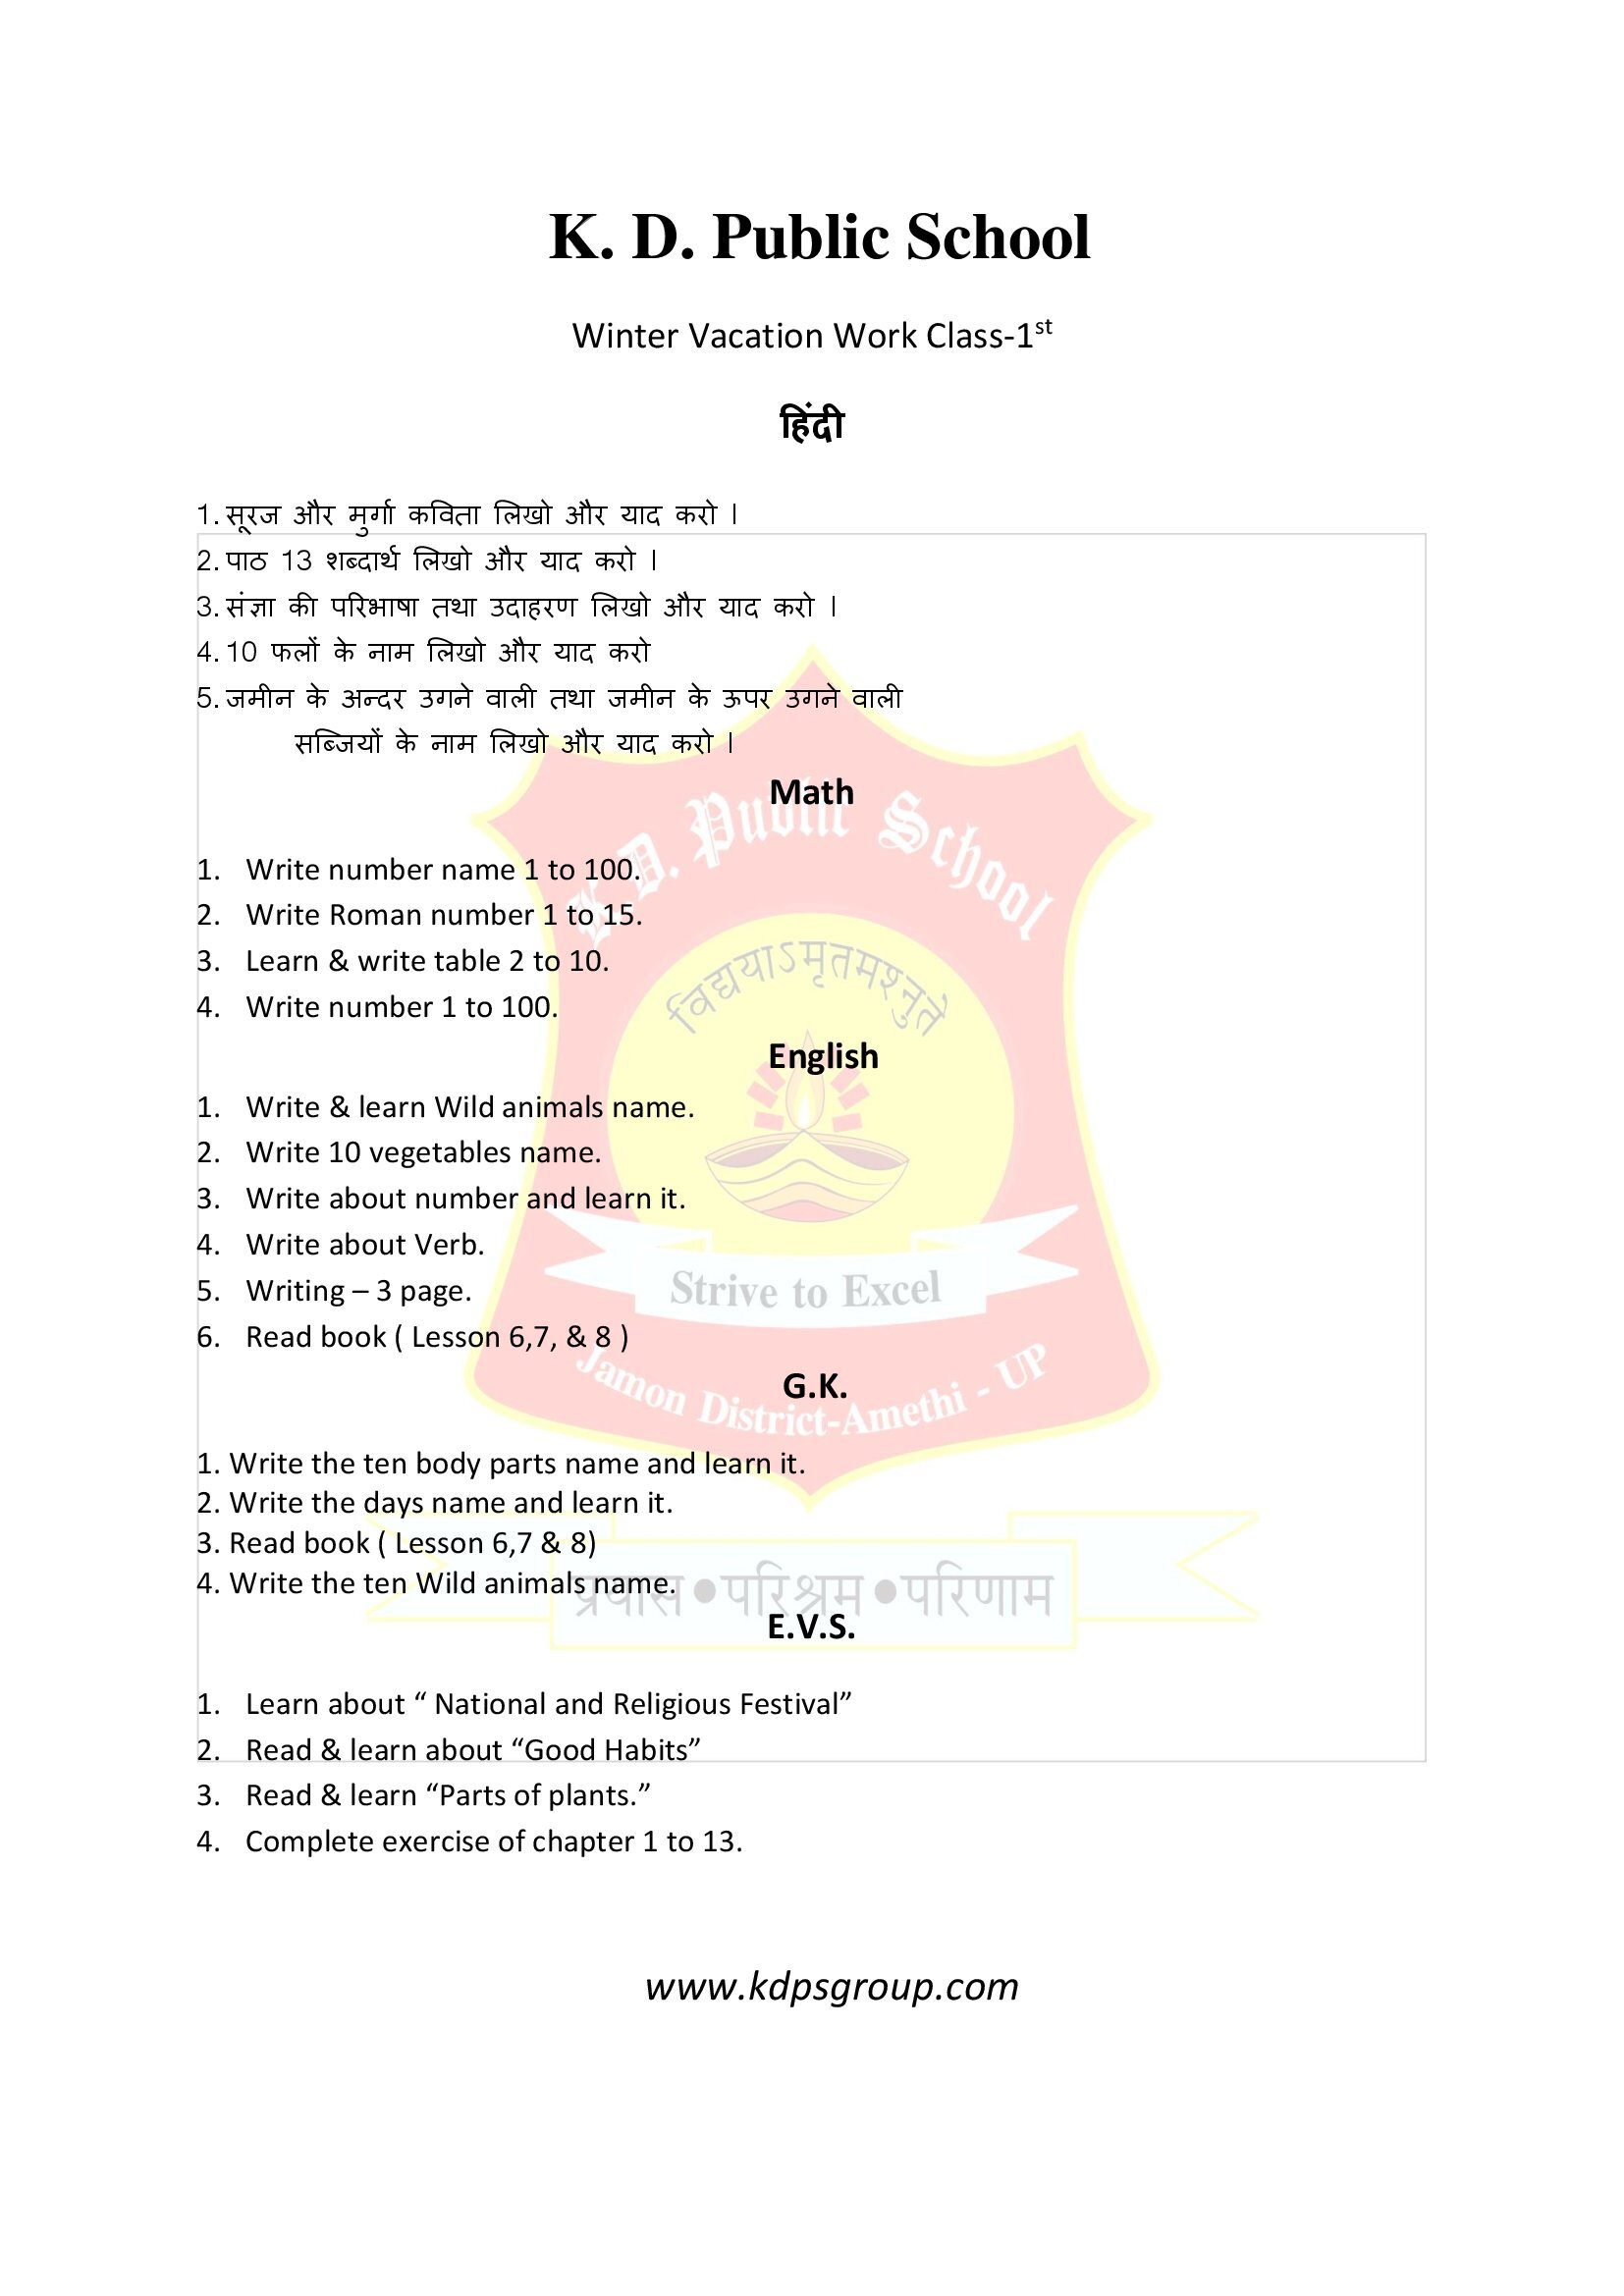 K. D. Public School
Winter Vacation Work Class-1st
हिंदी
1. सूरज और मुर्गा कविता लिखो और याद करो ।
2. पाठ 13 शब्दार्थ लिखो और याद करो ।
3. संज्ञा की परिभाषा तथा उदाहरण लिखो और याद करो ।
4. 10 फलों के नाम लिखो और याद करो
5. जमीन के अन्दर उगने वाली तथा जमीन के ऊपर उगने वाली
सब्जियों के नाम लिखो और याद करो ।
Math
K.D. Public School
1. Write number name 1 to 100.
2. Write Roman number 1 to 15.
3. Learn & write table 2 to 10.
4. Write number 1 to 100.
विद्ययाऽमृतमश्नुते
English
1. Write & learn Wild animals name.
2. Write 10 vegetables name.
3. Write about number and learn it.
4. Write about Verb.
5. Writing – 3 page.
Strive to Excel
6. Read book ( Lesson 6,7, & 8 )
G.K.
Jamon District-Amethi - UP
1. Write the ten body parts name and learn it.
2. Write the days name and learn it.
3. Read book ( Lesson 6,7 & 8)
4. Write the ten Wild animals name.
प्रयास•परिश्रम•परिणाम
E.V.S.
1. Learn about “ National and Religious Festival”
2. Read & learn about “Good Habits”
3. Read & learn “Parts of plants.”
4. Complete exercise of chapter 1 to 13.
www.kdpsgroup.com